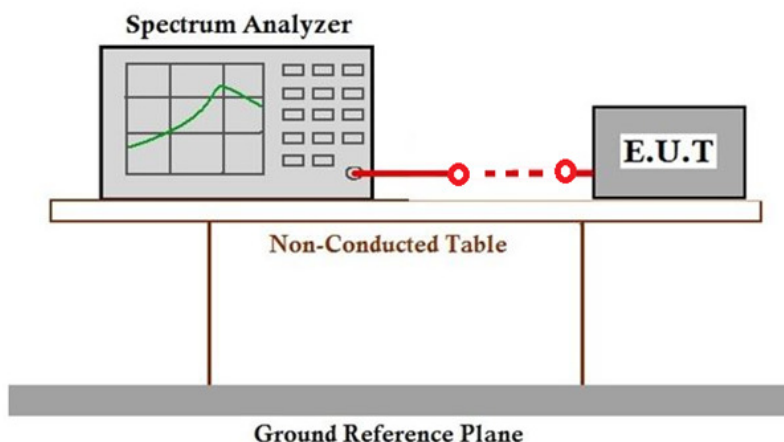 Spectrum Analyzer
E.U.T
Non-Conducted Table
Ground Reference Plane